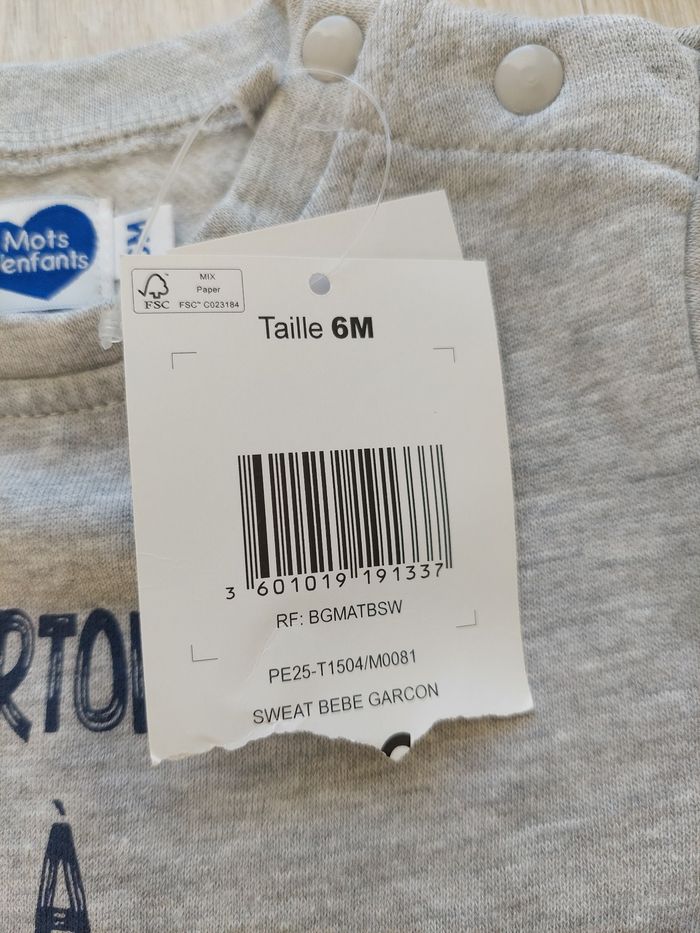 Mots
d'enfants
MIX
Paper
FSC™ C023184
FSC
Taille 6M
3 601019 191337
RF: BGMATBSW
PE25-T1504/M0081
SWEAT BEBE GARCON
À